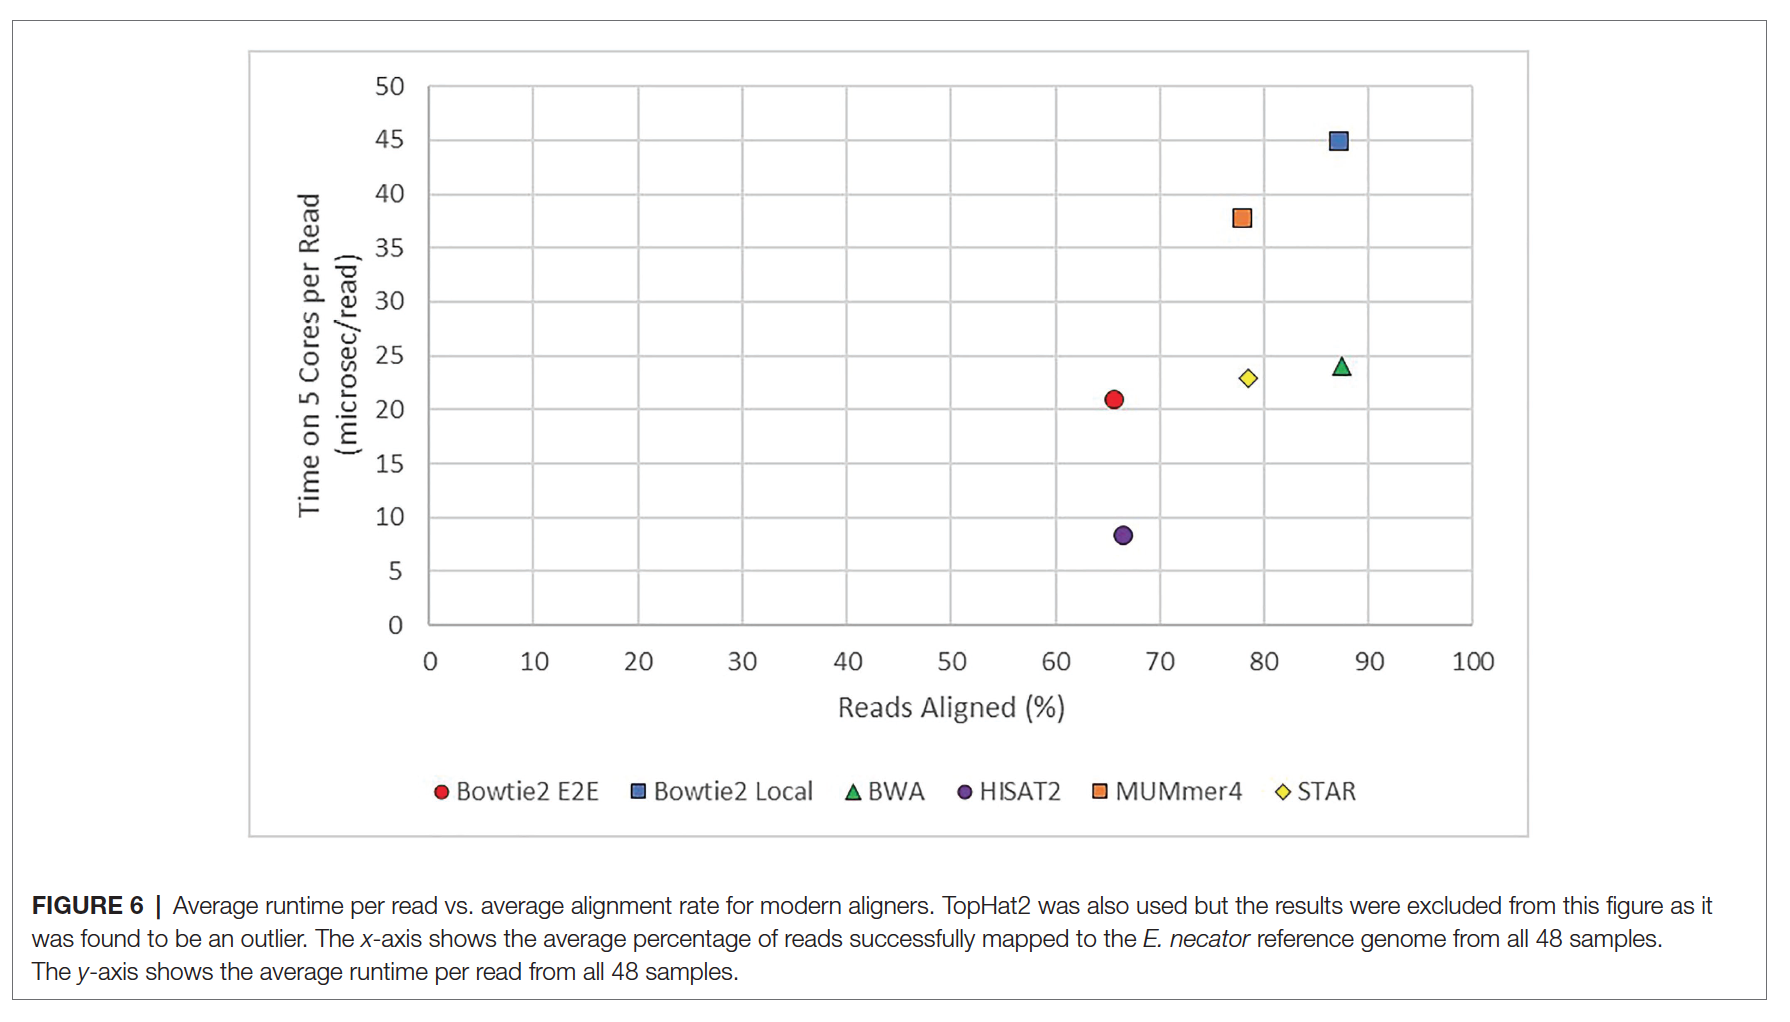 50
45
40
35
30
25
20
15
10
5
0
Time on 5 Cores per Read
(microsec/read)
0 10 20 30 40 50 60 70 80 90 100
Reads Aligned (%)
Bowtie2 E2E Bowtie2 Local BWA HISAT2 MUMmer4 STAR
FIGURE 6 | Average runtime per read vs. average alignment rate for modern aligners. TopHat2 was also used but the results were excluded from this figure as it
was found to be an outlier. The x-axis shows the average percentage of reads successfully mapped to the E. necator reference genome from all 48 samples.
The y-axis shows the average runtime per read from all 48 samples.